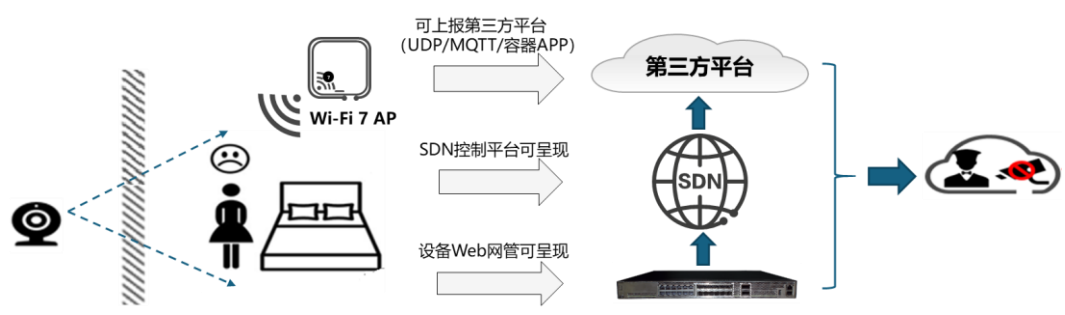 可上报第三方平台
（UDP/MQTT/容器APP）
第三方平台
Wi-Fi 7 AP
SDN控制平台可呈现
SDN
设备Web网管可呈现